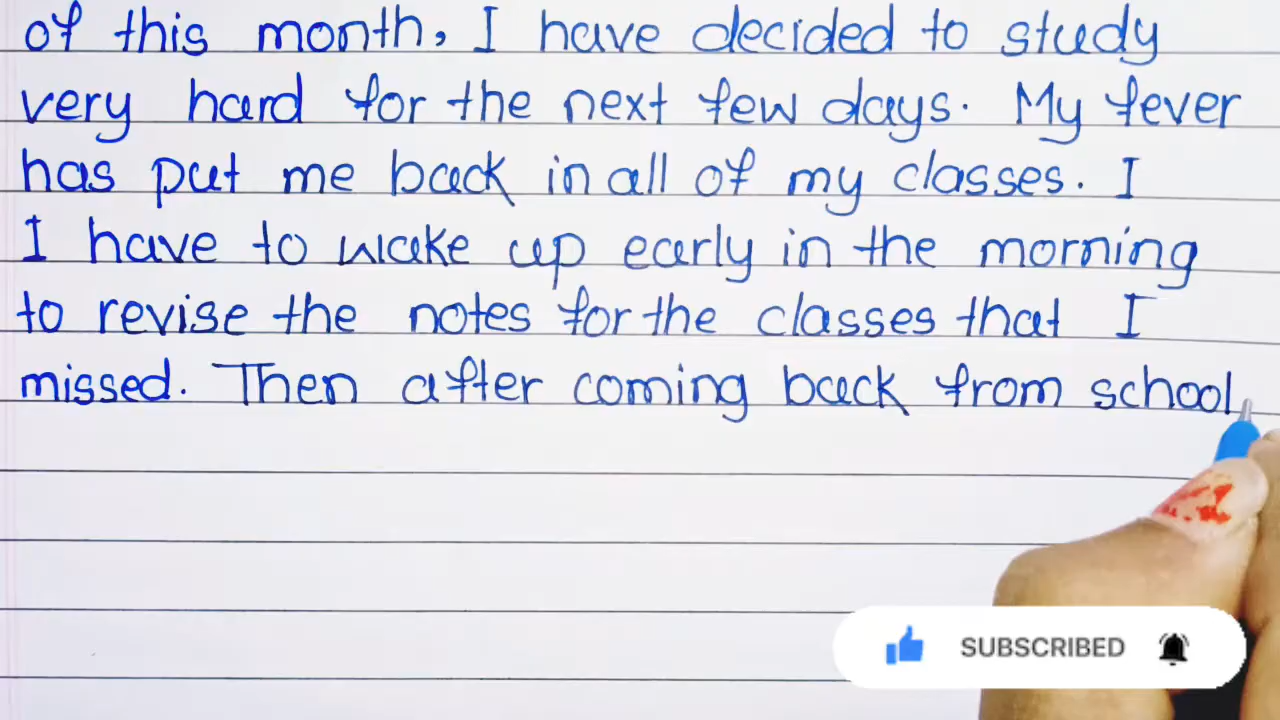 of this month, I have decided to study
very hard for the next few days. My fever
has put me back in all of my classes. I
I have to wake up early in the morning
to revise the notes for the classes that I
missed. Then after coming back from school
SUBSCRIBED